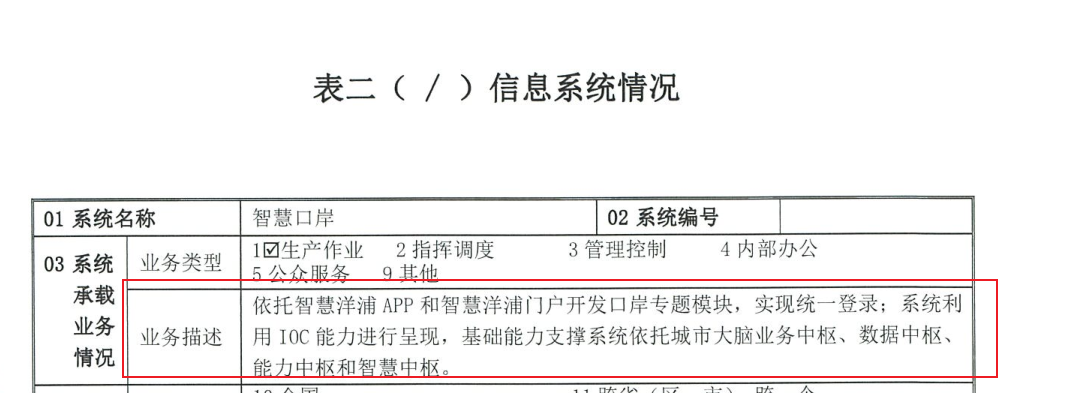 表二（ / ）信息系统情况
01 系统名称 智慧口岸 02 系统编号
03 系统承载业务情况
业务类型 1☑生产作业 2 指挥调度 3 管理控制 4 内部办公
5 公众服务 9 其他
业务描述
依托智慧洋浦 APP 和智慧洋浦门户开发口岸专题模块，实现统一登录；系统利
用 IOC 能力进行呈现，基础能力支撑系统依托城市大脑业务中枢、数据中枢、
能力中枢和智慧中枢。